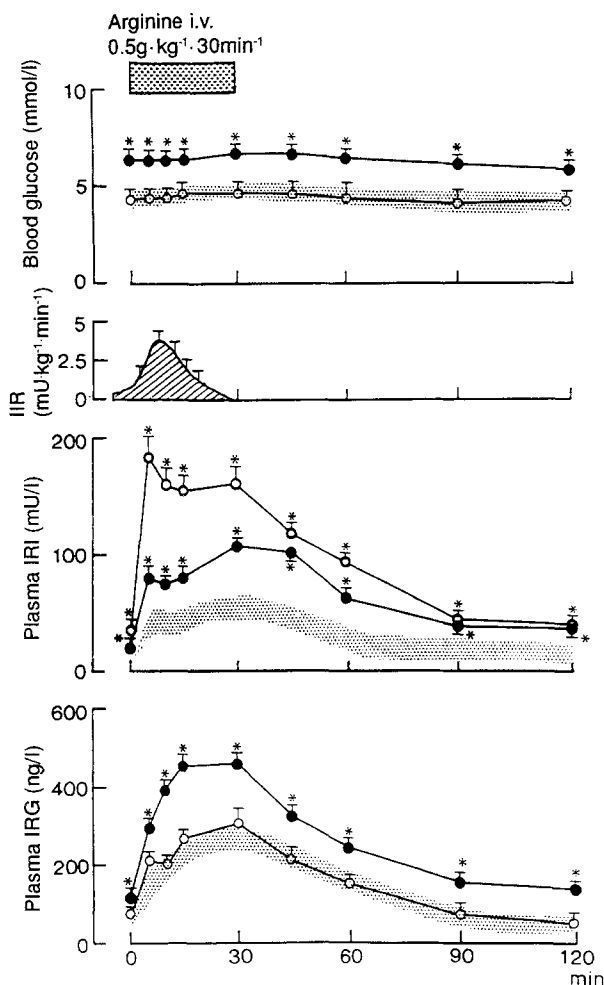 Arginine i.v.
0.5g·kg⁻¹·30min⁻¹
Blood glucose (mmol/l)
10
5
0
IIR
(mU·kg⁻¹·min⁻¹)
5
2.5
0
Plasma IRI (mU/l)
200
100
0
Plasma IRG (ng/l)
600
400
200
0
0 30 60 90 120
min